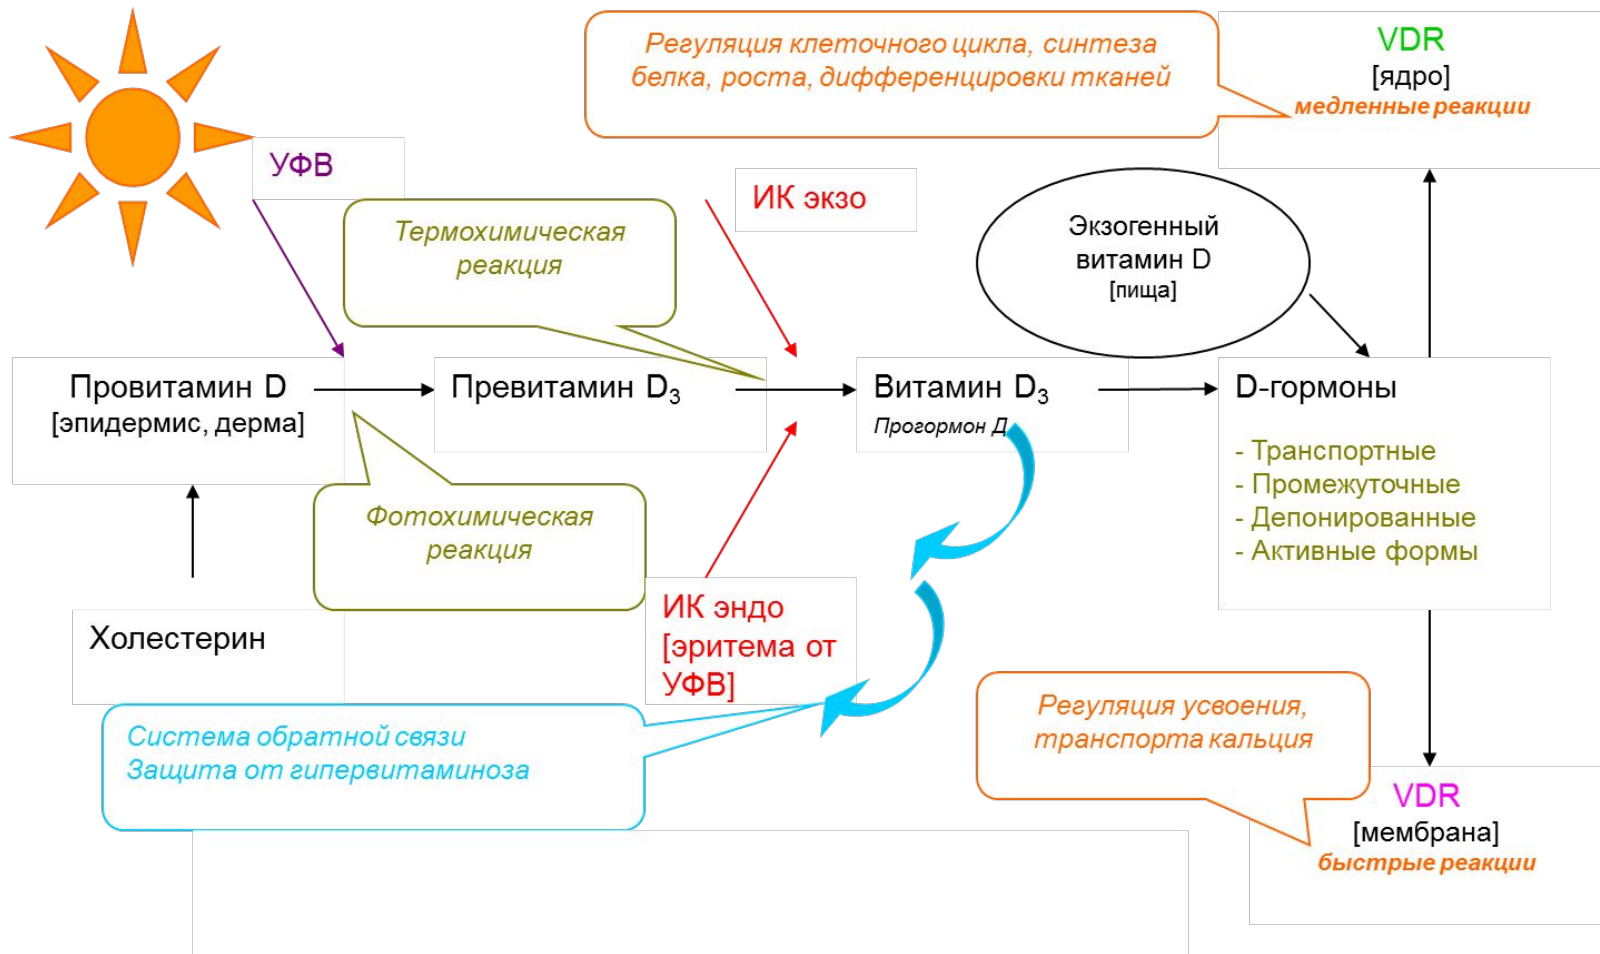 Регуляция клеточного цикла, синтеза
белка, роста, дифференцировки тканей
VDR
[ядро]
медленные реакции
УФВ
ИК экзо
Термохимическая
реакция
Экзогенный
витамин D
[пища]
Провитамин D
[эпидермис, дерма]
Превитамин D₃
Витамин D₃
Прогормон Д
D-гормоны
- Транспортные
- Промежуточные
- Депонированные
- Активные формы
Фотохимическая
реакция
Холестерин
ИК эндо
[эритема от
УФВ]
Система обратной связи
Защита от гипервитаминоза
Регуляция усвоения,
транспорта кальция
VDR
[мембрана]
быстрые реакции